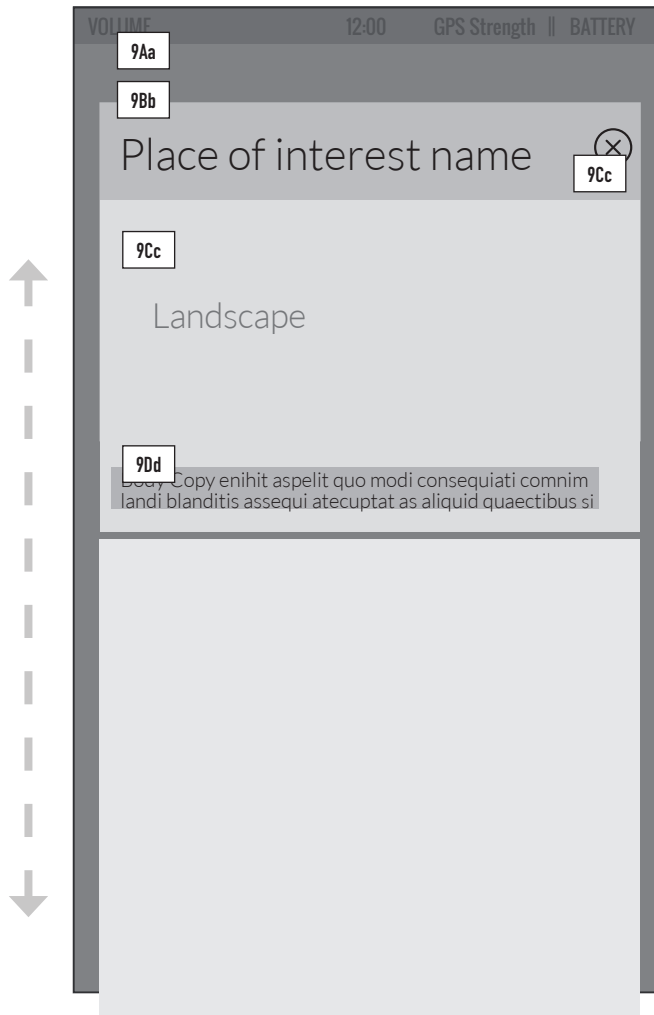 VOLUME 12:00 GPS Strength || BATTERY
9Aa
9Bb
Place of interest name
9Cc
9Cc
Landscape
9Dd
Body Copy enihit aspelit quo modi consequiati comnim
landi blanditis assequi atecuptat as aliquid quaectibus si